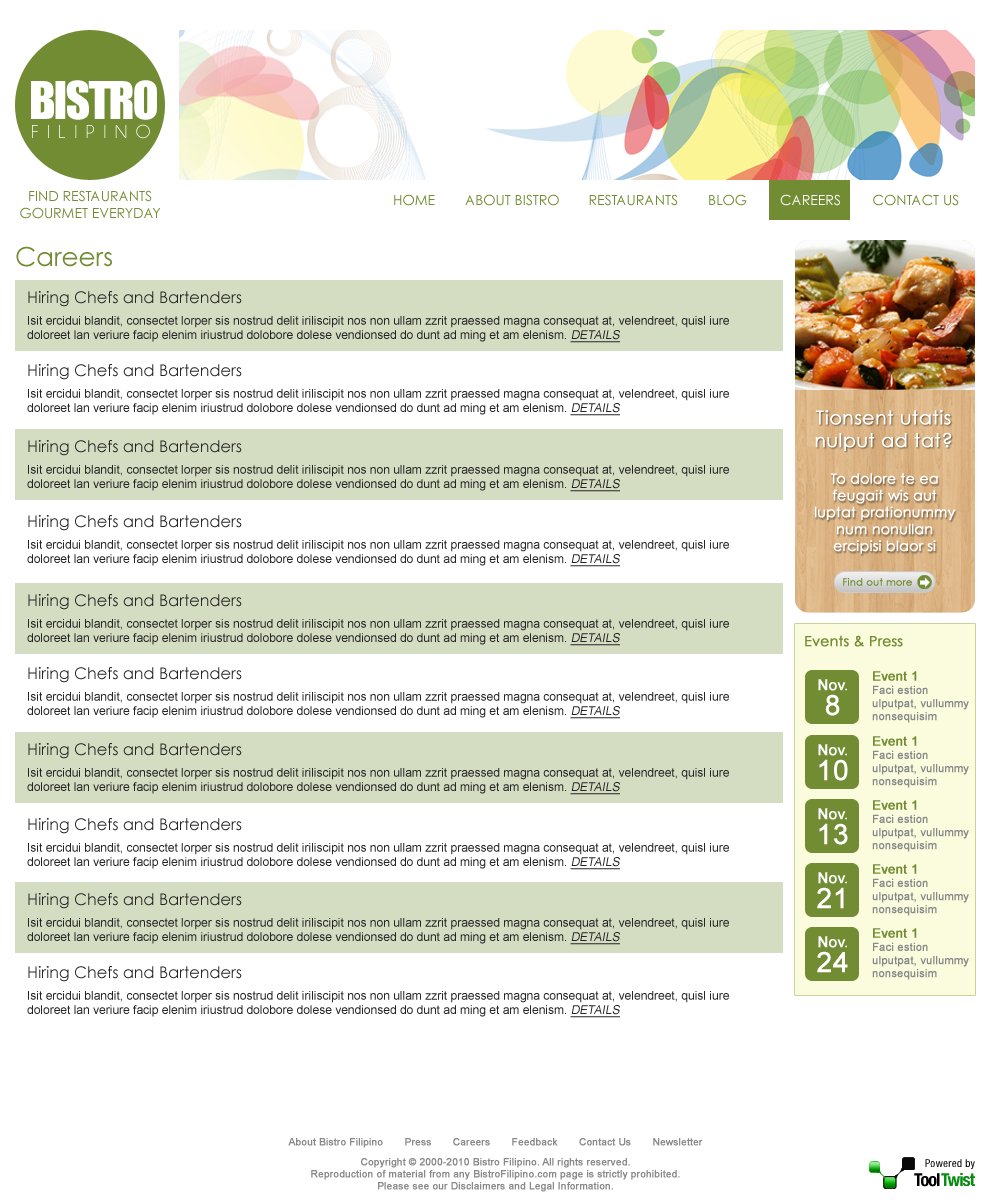 BISTRO
FILIPINO
FIND RESTAURANTS
GOURMET EVERYDAY
HOME ABOUT BISTRO RESTAURANTS BLOG CAREERS CONTACT US
Careers
Hiring Chefs and Bartenders
Isit ercidui blandit, consectet lorper sis nostrud delit iriliscipit nos non ullam zzrit praessed magna consequat at, velendreet, quisl iure
doloreet lan veriure facip elenim iriustrud dolobore dolese vendionsed do dunt ad ming et am elenism. DETAILS
Hiring Chefs and Bartenders
Isit ercidui blandit, consectet lorper sis nostrud delit iriliscipit nos non ullam zzrit praessed magna consequat at, velendreet, quisl iure
doloreet lan veriure facip elenim iriustrud dolobore dolese vendionsed do dunt ad ming et am elenism. DETAILS
Hiring Chefs and Bartenders
Isit ercidui blandit, consectet lorper sis nostrud delit iriliscipit nos non ullam zzrit praessed magna consequat at, velendreet, quisl iure
doloreet lan veriure facip elenim iriustrud dolobore dolese vendionsed do dunt ad ming et am elenism. DETAILS
Hiring Chefs and Bartenders
Isit ercidui blandit, consectet lorper sis nostrud delit iriliscipit nos non ullam zzrit praessed magna consequat at, velendreet, quisl iure
doloreet lan veriure facip elenim iriustrud dolobore dolese vendionsed do dunt ad ming et am elenism. DETAILS
Hiring Chefs and Bartenders
Isit ercidui blandit, consectet lorper sis nostrud delit iriliscipit nos non ullam zzrit praessed magna consequat at, velendreet, quisl iure
doloreet lan veriure facip elenim iriustrud dolobore dolese vendionsed do dunt ad ming et am elenism. DETAILS
Hiring Chefs and Bartenders
Isit ercidui blandit, consectet lorper sis nostrud delit iriliscipit nos non ullam zzrit praessed magna consequat at, velendreet, quisl iure
doloreet lan veriure facip elenim iriustrud dolobore dolese vendionsed do dunt ad ming et am elenism. DETAILS
Hiring Chefs and Bartenders
Isit ercidui blandit, consectet lorper sis nostrud delit iriliscipit nos non ullam zzrit praessed magna consequat at, velendreet, quisl iure
doloreet lan veriure facip elenim iriustrud dolobore dolese vendionsed do dunt ad ming et am elenism. DETAILS
Hiring Chefs and Bartenders
Isit ercidui blandit, consectet lorper sis nostrud delit iriliscipit nos non ullam zzrit praessed magna consequat at, velendreet, quisl iure
doloreet lan veriure facip elenim iriustrud dolobore dolese vendionsed do dunt ad ming et am elenism. DETAILS
Hiring Chefs and Bartenders
Isit ercidui blandit, consectet lorper sis nostrud delit iriliscipit nos non ullam zzrit praessed magna consequat at, velendreet, quisl iure
doloreet lan veriure facip elenim iriustrud dolobore dolese vendionsed do dunt ad ming et am elenism. DETAILS
Hiring Chefs and Bartenders
Isit ercidui blandit, consectet lorper sis nostrud delit iriliscipit nos non ullam zzrit praessed magna consequat at, velendreet, quisl iure
doloreet lan veriure facip elenim iriustrud dolobore dolese vendionsed do dunt ad ming et am elenism. DETAILS
Tionsent utatis
nulput ad tat?
To dolore te ea
feugait wis aut
luptat prationummy
num nonullan
ercipisi blaor si
Find out more
Events & Press
Nov.
8
Event 1
Faci estion
ulputpat, vullummy
nonsequisim
Nov.
10
Event 1
Faci estion
ulputpat, vullummy
nonsequisim
Nov.
13
Event 1
Faci estion
ulputpat, vullummy
nonsequisim
Nov.
21
Event 1
Faci estion
ulputpat, vullummy
nonsequisim
Nov.
24
Event 1
Faci estion
ulputpat, vullummy
nonsequisim
About Bistro Filipino Press Careers Feedback Contact Us Newsletter
Copyright © 2000-2010 Bistro Filipino. All rights reserved.
Reproduction of material from any BistroFilipino.com page is strictly prohibited.
Please see our Disclaimers and Legal Information.
Powered by
ToolTwist